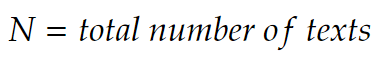 N = total number of texts